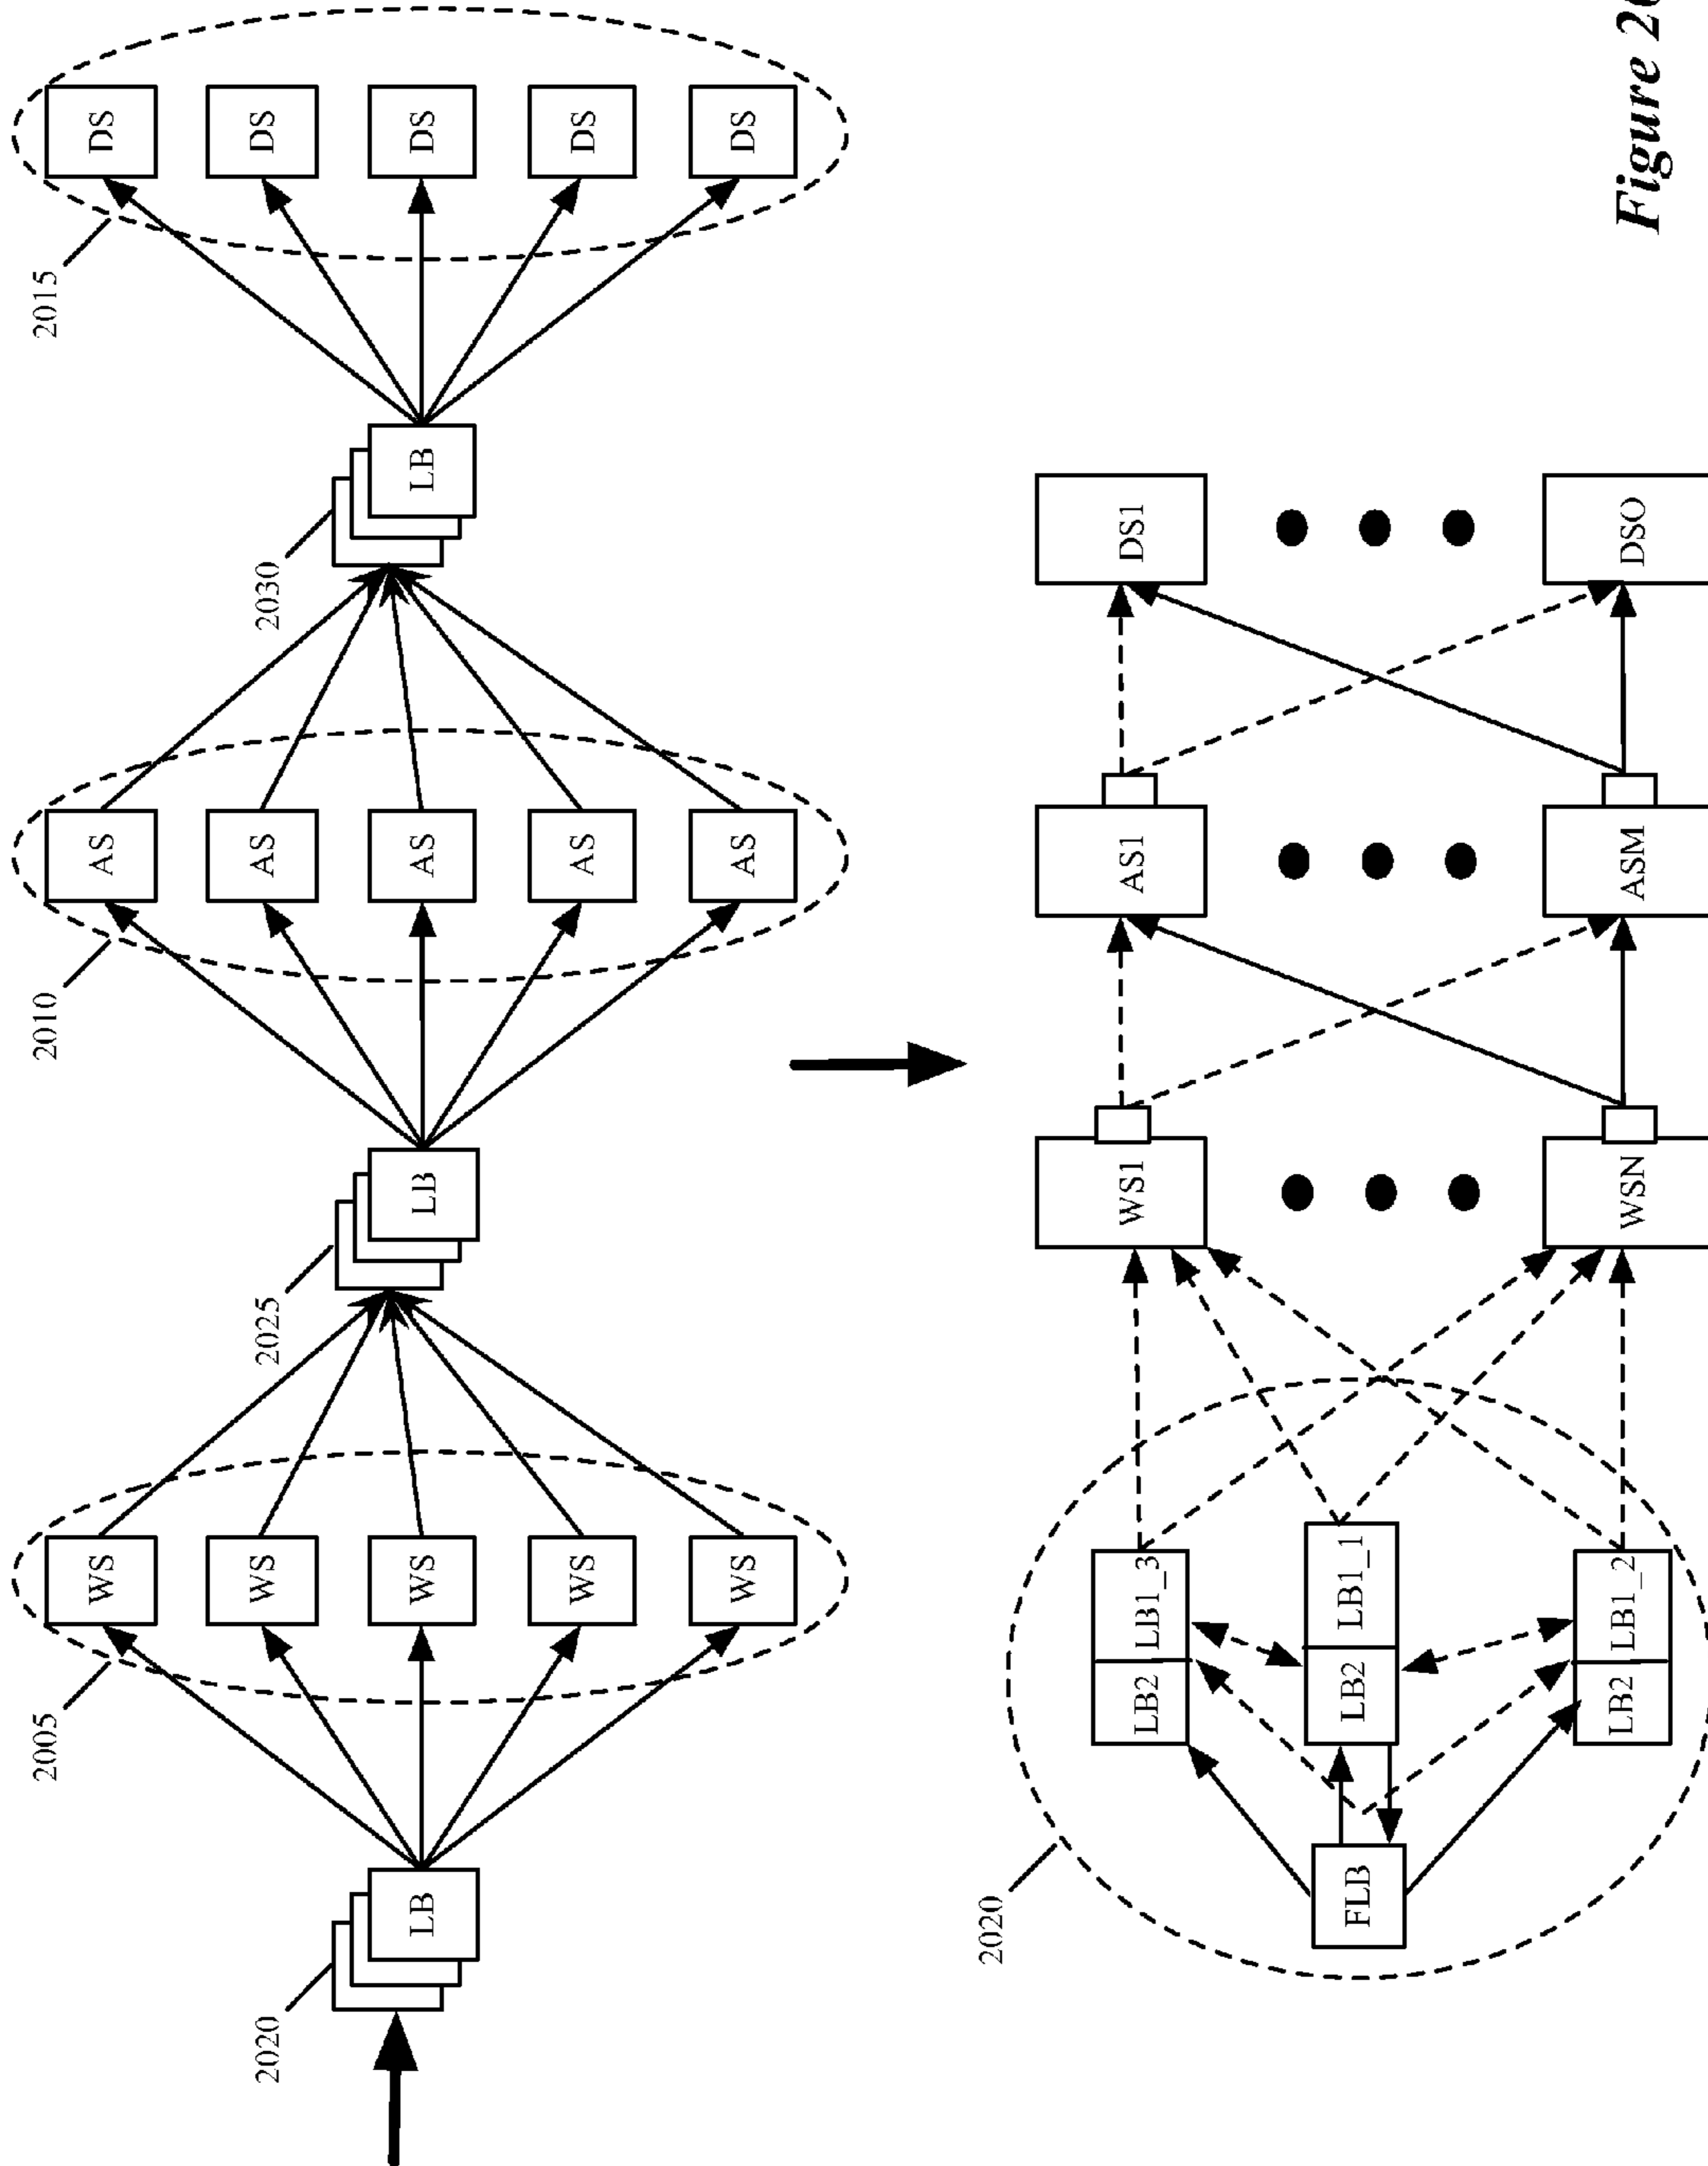 2005
2010
2015
WS
AS
DS
2020
WS
2025
AS
2030
DS
LB
WS
LB
AS
LB
DS
WS
AS
DS
WS
AS
DS
2020
LB2
LB1_3
WS1
AS1
DS1
FLB
LB2
LB1_1
LB2
LB1_2
WSN
ASM
DSO
Figure 20